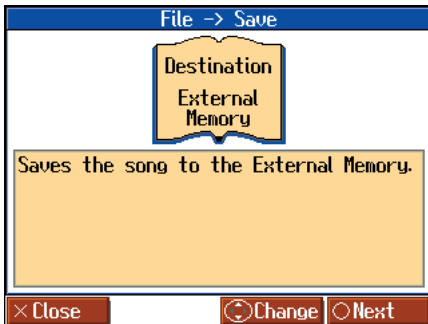 File -> Save
Destination
External
Memory
Saves the song to the External Memory.
× Close
Change
Next